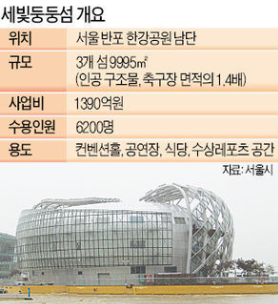 세빛둥둥섬 개요
위치 서울 반포 한강공원 남단
규모 3개 섬 9995㎡
(인공 구조물, 축구장 면적의 1.4배)
사업비 1390억원
수용인원 6200명
용도 컨벤션홀, 공연장, 식당, 수상레포츠 공간
자료:서울시